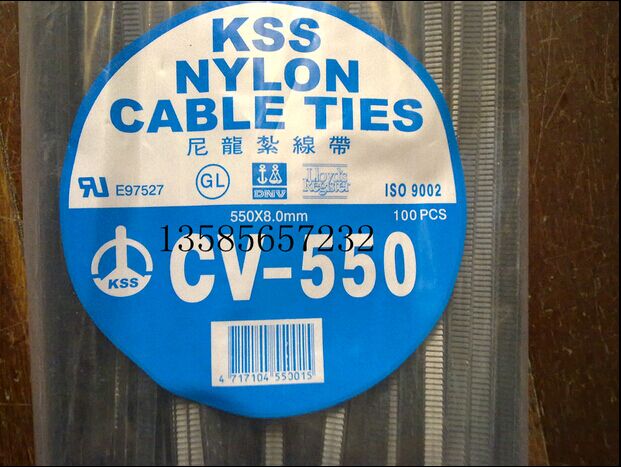 KSS
NYLON
CABLE TIES
尼龍紮線帶
RU E97527 GL DNV Lloyd's Register ISO 9002
550X8.0mm 100 PCS
13585657232
KSS CV-550
4 717104 550015